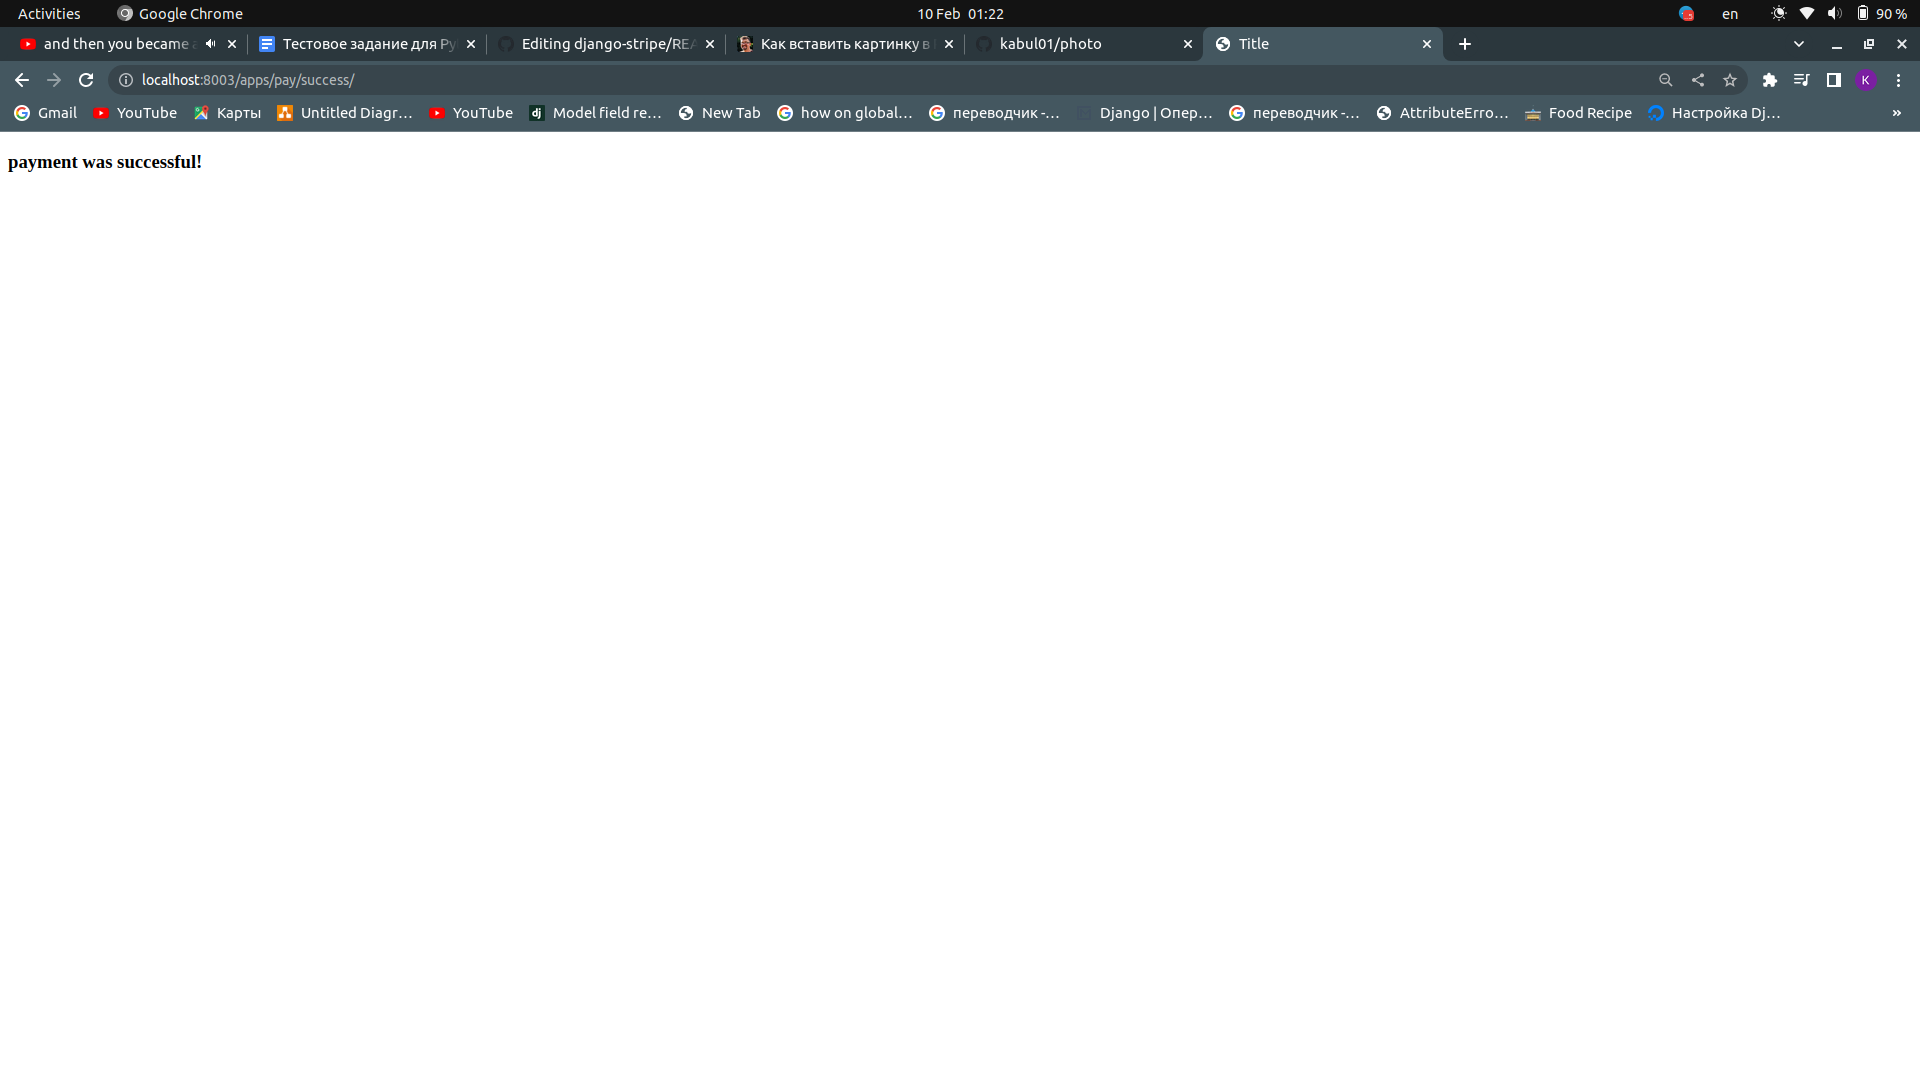 Activities Google Chrome 10 Feb 01:22 en 90 %
and then you became Тестовое задание для Py Editing django-stripe/REA Как вставить картинку в kabul01/photo Title
localhost:8003/apps/pay/success/ K
Gmail YouTube Карты Untitled Diagr… YouTube dj Model field re… New Tab how on global… переводчик -… Django | Опер… переводчик -… AttributeErro… Food Recipe Настройка Dj… »
payment was successful!